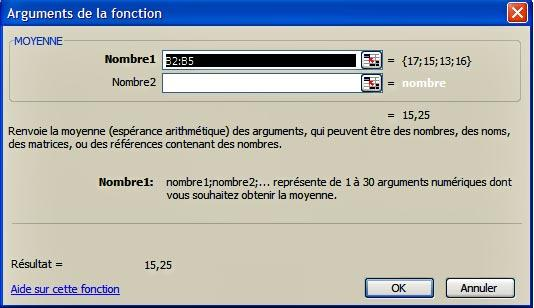 Arguments de la fonction
MOYENNE
Nombre1 B2:B5 = {17;15;13;16}
Nombre2 = nombre
= 15,25
Renvoie la moyenne (espérance arithmétique) des arguments, qui peuvent être des nombres, des noms,
des matrices, ou des références contenant des nombres.
Nombre1: nombre1;nombre2;... représente de 1 à 30 arguments numériques dont
vous souhaitez obtenir la moyenne.
Résultat = 15,25
Aide sur cette fonction OK Annuler